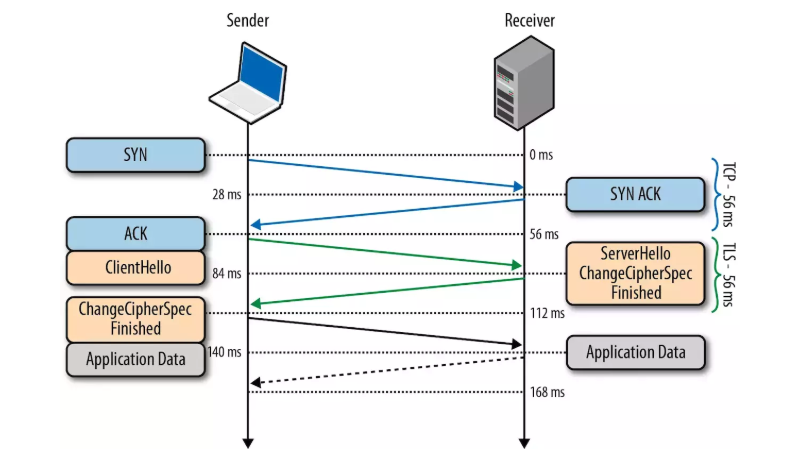 Sender
Receiver
SYN
0 ms
TCP - 56 ms
28 ms
SYN ACK
ACK
56 ms
ClientHello
84 ms
ServerHello
ChangeCipherSpec
Finished
TLS - 56 ms
ChangeCipherSpec
Finished
112 ms
Application Data
140 ms
Application Data
168 ms